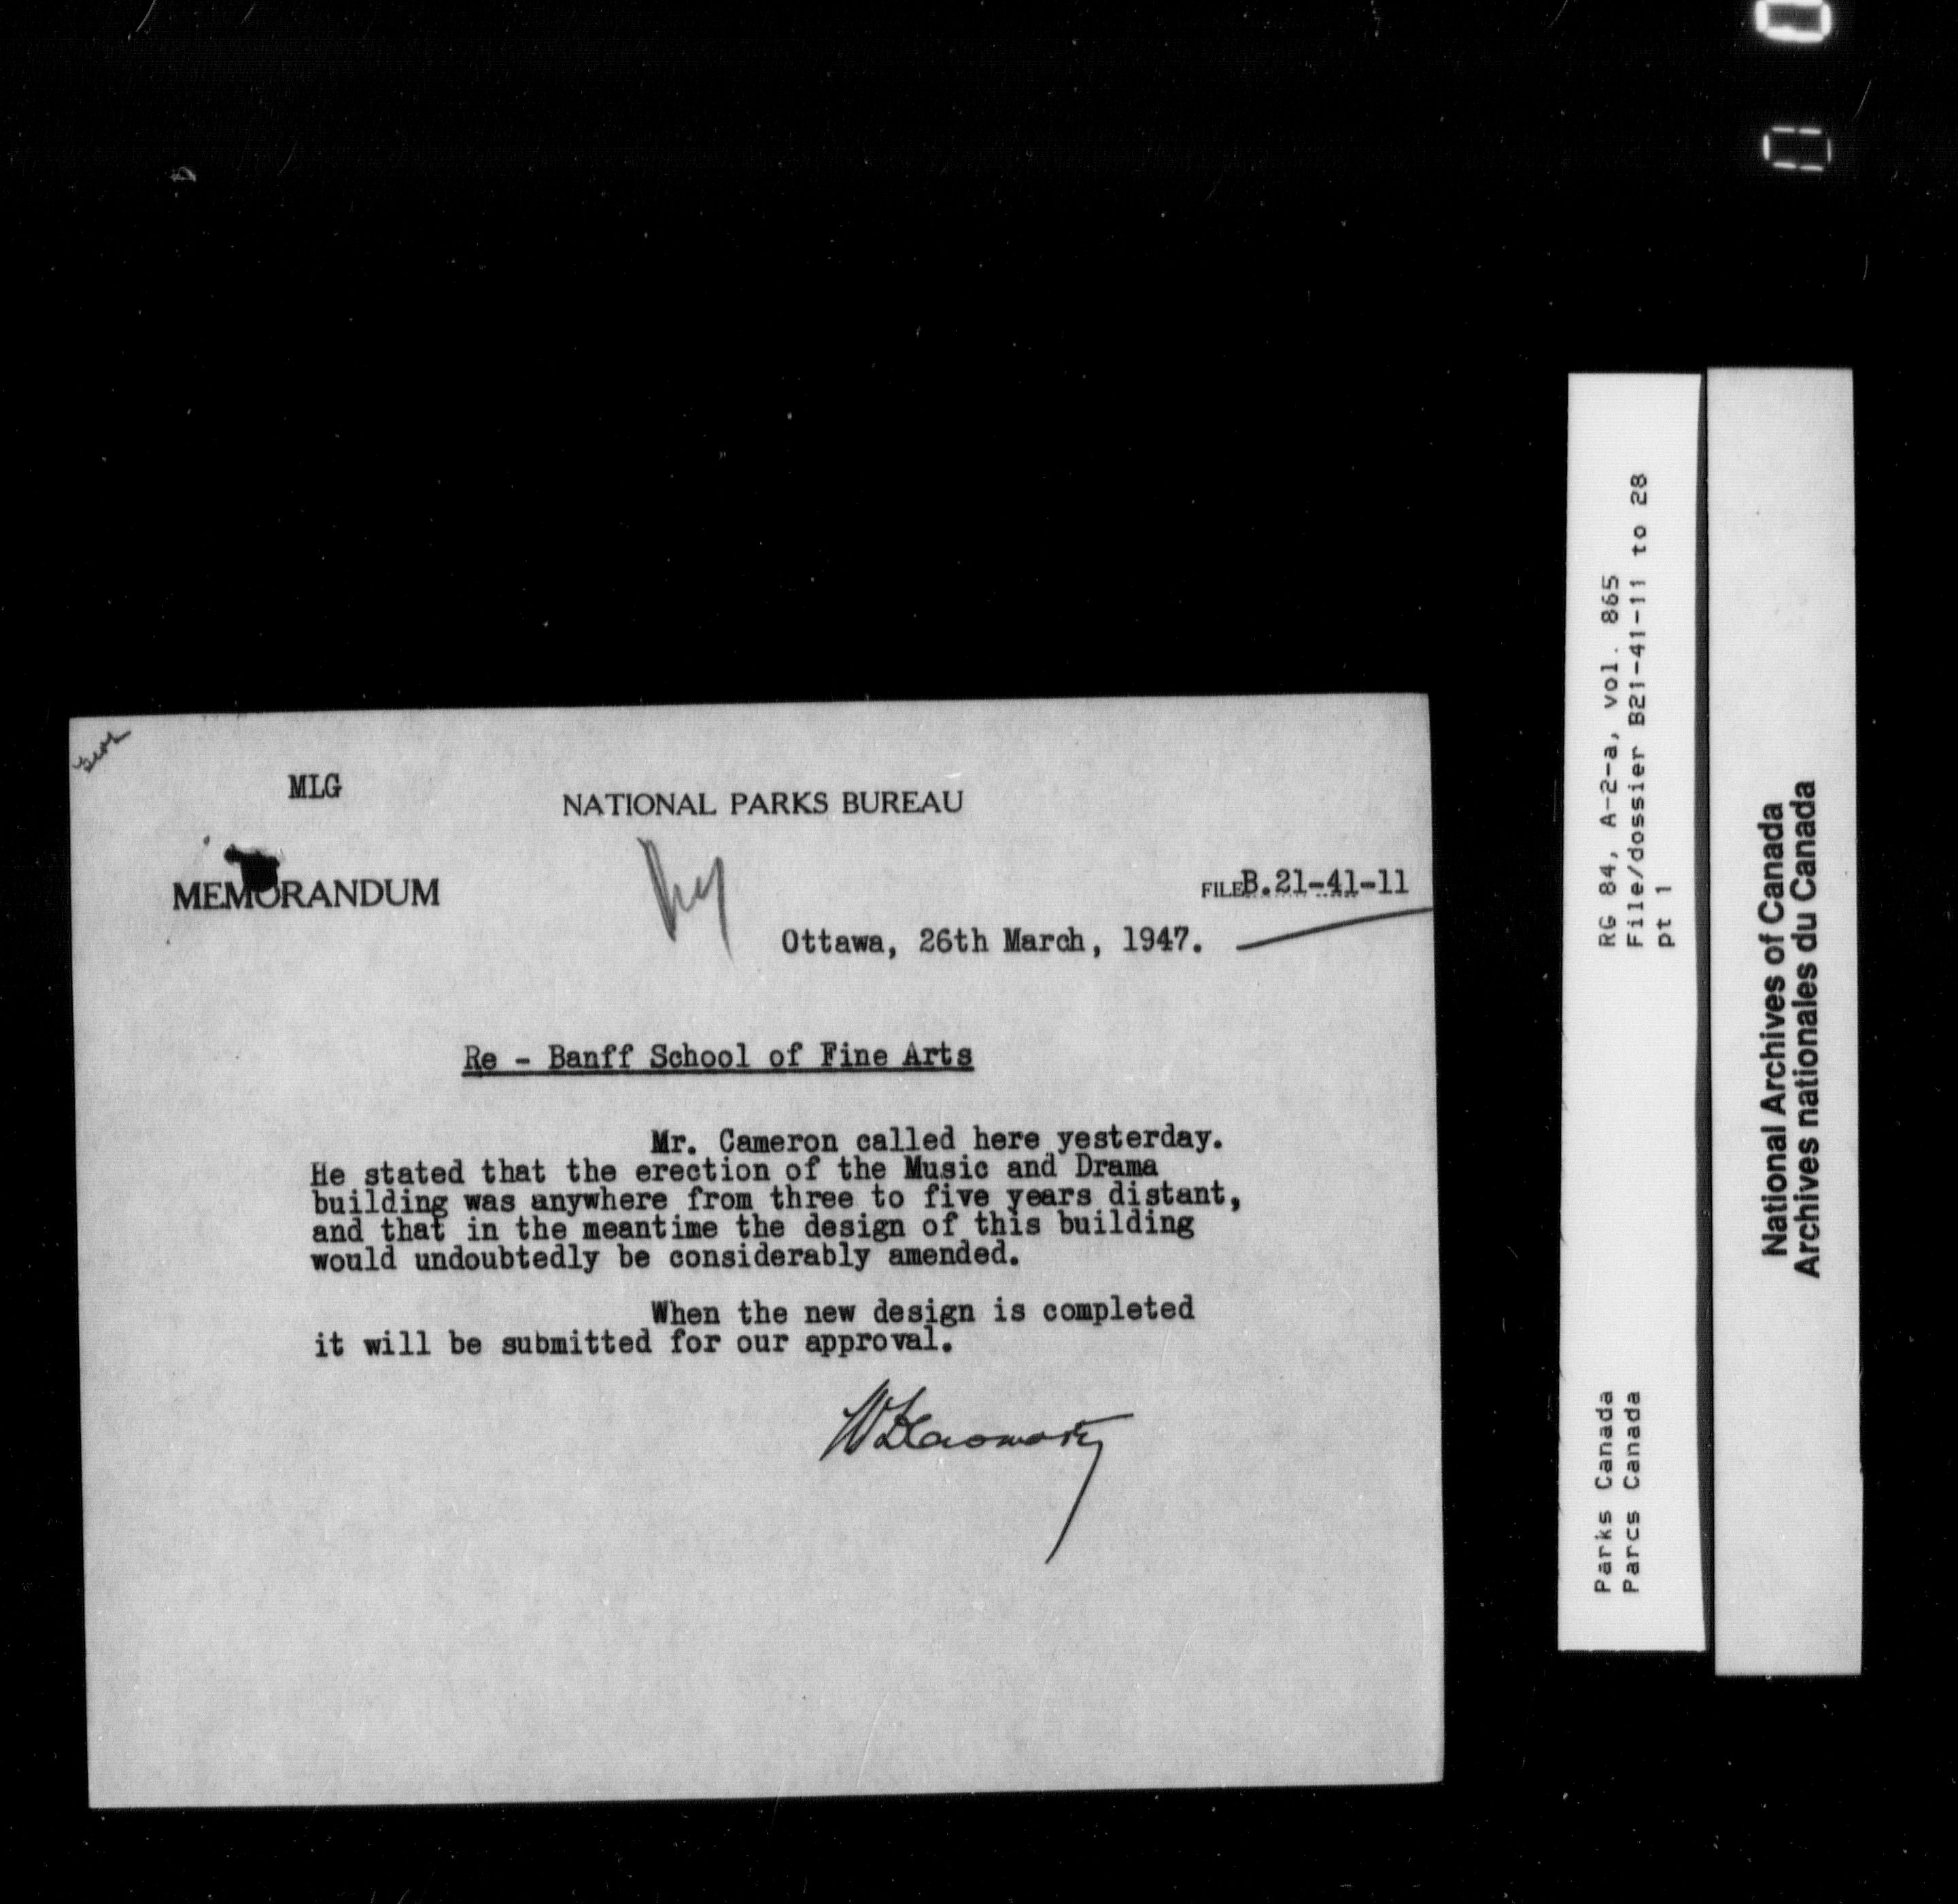 MLG
NATIONAL PARKS BUREAU
MEMORANDUM
FILE B.21-41-11
Ottawa, 26th March, 1947.
Re - Banff School of Fine Arts
Mr. Cameron called here yesterday.
He stated that the erection of the Music and Drama
building was anywhere from three to five years distant,
and that in the meantime the design of this building
would undoubtedly be considerably amended.
When the new design is completed
it will be submitted for our approval.
RG 84, A-2-a, vol. 865
File/dossier B21-41-11 to 28
pt 1
Parks Canada
Parcs Canada
National Archives of Canada
Archives nationales du Canada